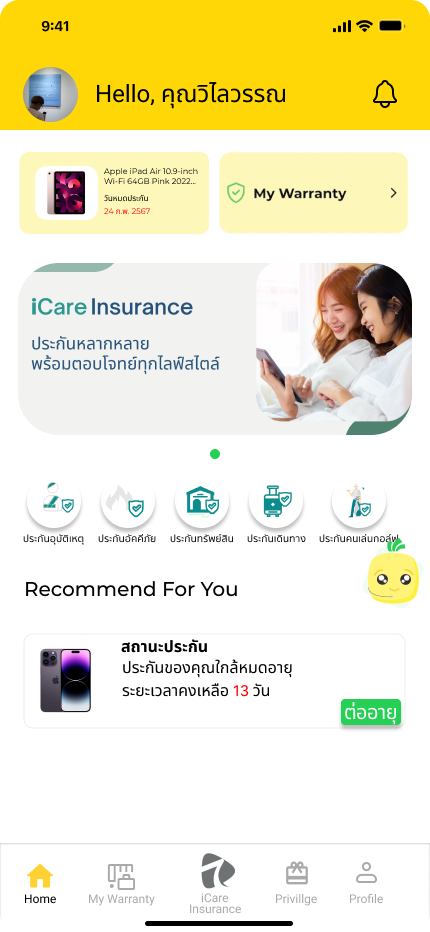 9:41
Hello, คุณวิไลวรรณ
Apple iPad Air 10.9-inch
Wi-Fi 64GB Pink 2022...
วันหมดประกัน
24 ก.พ. 2567
My Warranty
iCare Insurance
ประกันหลากหลาย
พร้อมตอบโจทย์ทุกไลฟ์สไตล์
ประกันอุบัติเหตุ
ประกันอัคคีภัย
ประกันทรัพย์สิน
ประกันเดินทาง
ประกันคนเล่นกอล์ฟ
Recommend For You
สถานะประกัน
ประกันของคุณใกล้หมดอายุ
ระยะเวลาคงเหลือ 13 วัน
ต่ออายุ
Home
My Warranty
iCare
Insurance
Privillge
Profile